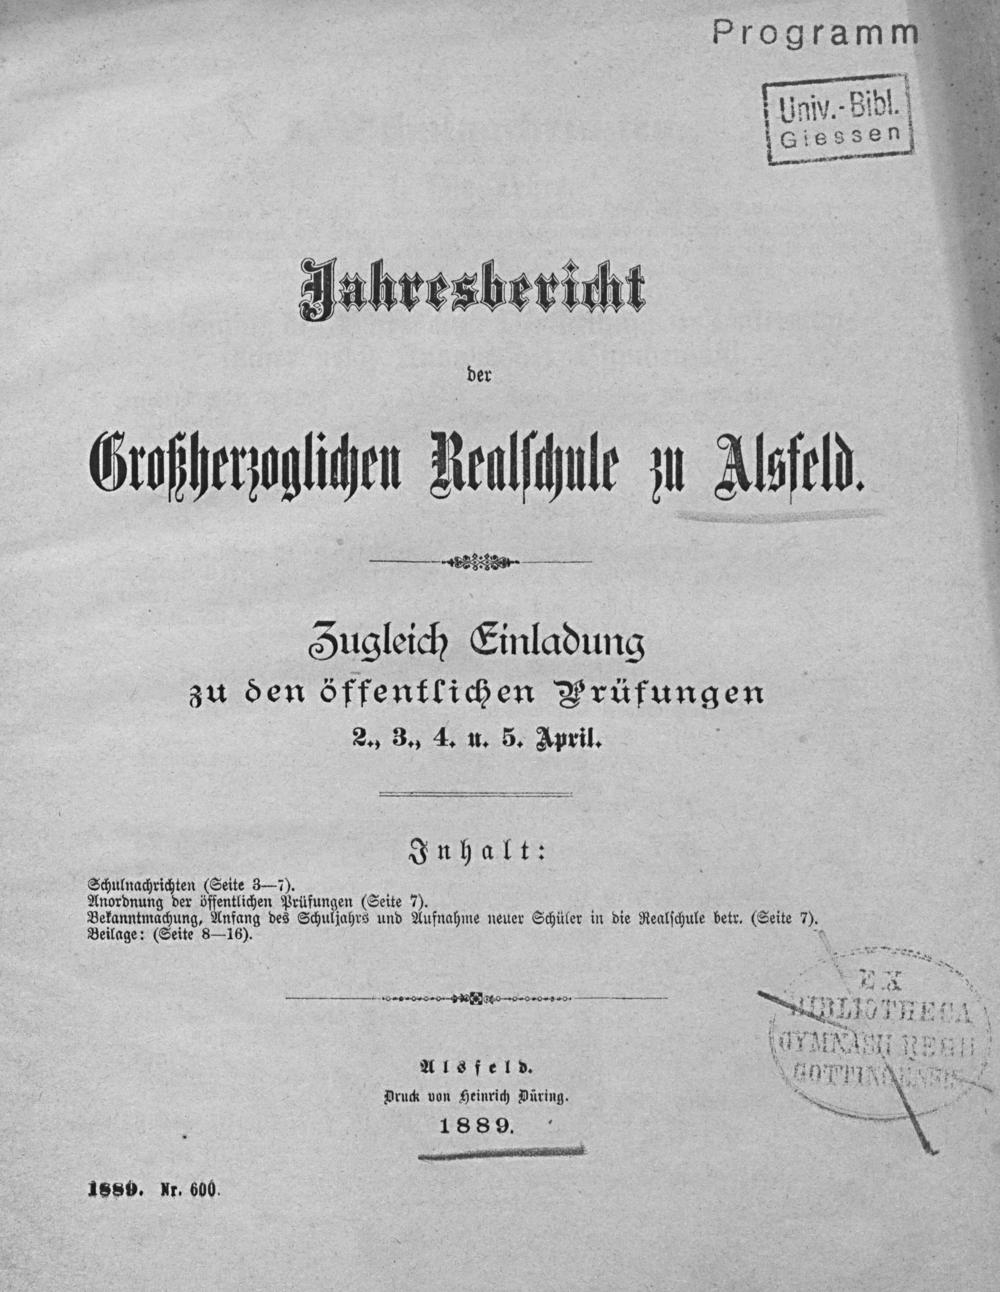 Programm
Univ.-Bibl.
Giessen
Jahresbericht
der
Großherzoglichen Realschule zu Alsfeld.
Zugleich Einladung
zu den öffentlichen Prüfungen
2., 3., 4. u. 5. April.
Inhalt:
Schulnachrichten (Seite 3—7).
Anordnung der öffentlichen Prüfungen (Seite 7).
Bekanntmachung, Anfang des Schuljahrs und Aufnahme neuer Schüler in die Realschule betr. (Seite 7).
Beilage: (Seite 8—16).
EX
BIBLIOTHECA
GYMNASII REGII
GOTTINGENSIS
Alsfeld.
Druck von Heinrich Düring.
1889.
1889. Nr. 600.